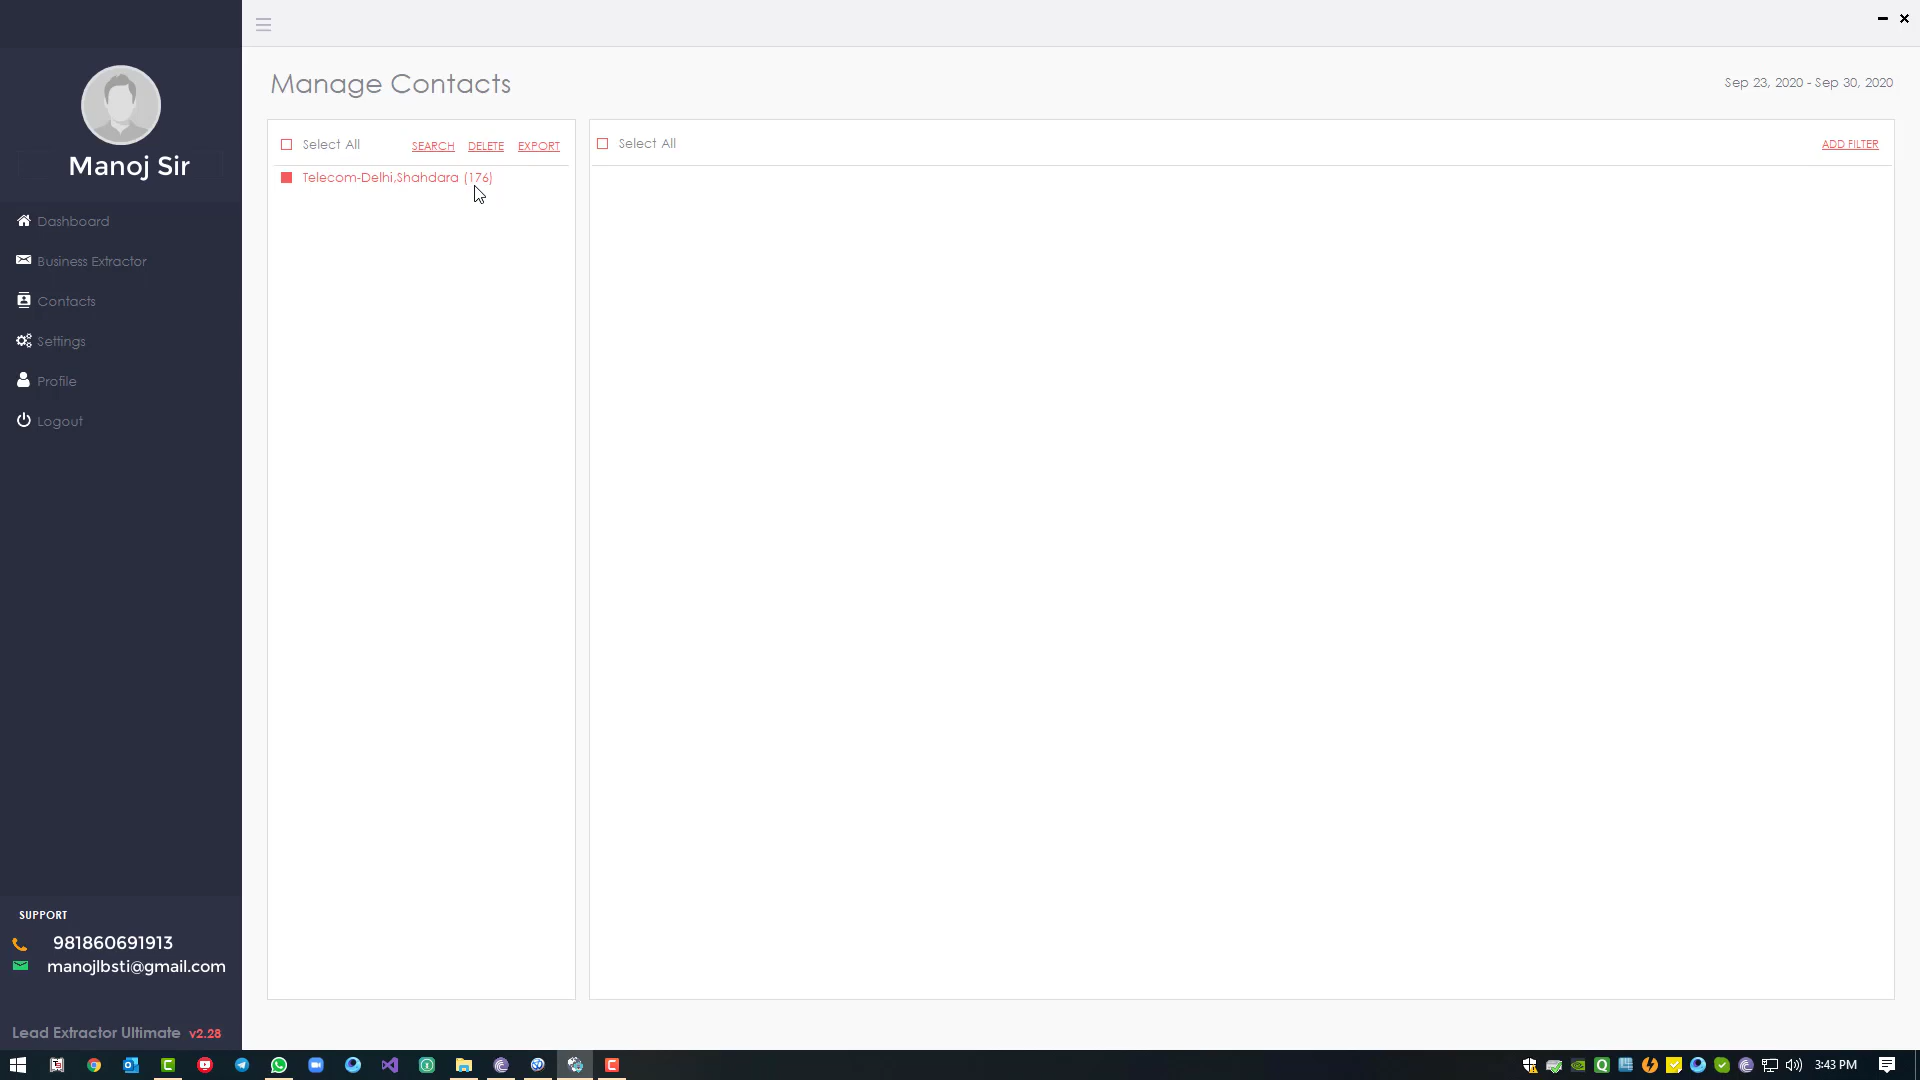 Manoj Sir
Dashboard
Business Extractor
Contacts
Settings
Profile
Logout
SUPPORT
981860691913
manojlbsti@gmail.com
Lead Extractor Ultimate v2.28
Manage Contacts
Sep 23, 2020 - Sep 30, 2020
Select All SEARCH DELETE EXPORT
Telecom-Delhi,Shahdara (176)
Select All ADD FILTER
3:43 PM